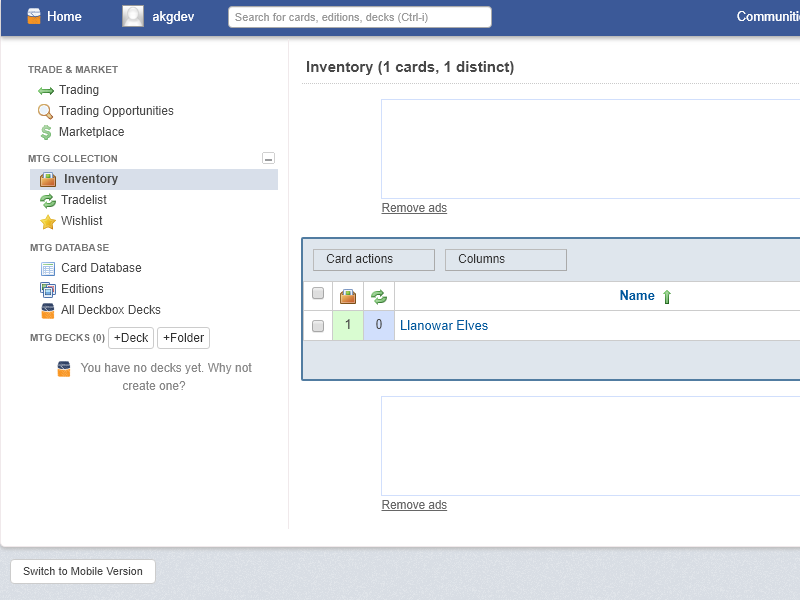 Home
akgdev
Search for cards, editions, decks (Ctrl-i)
TRADE & MARKET
Trading
Trading Opportunities
Marketplace
MTG COLLECTION
Inventory
Tradelist
Wishlist
MTG DATABASE
Card Database
Editions
All Deckbox Decks
MTG DECKS (0) +Deck +Folder
You have no decks yet. Why not
create one?
Inventory (1 cards, 1 distinct)
Remove ads
Card actions Columns
Name
1 0 Llanowar Elves
Remove ads
Switch to Mobile Version